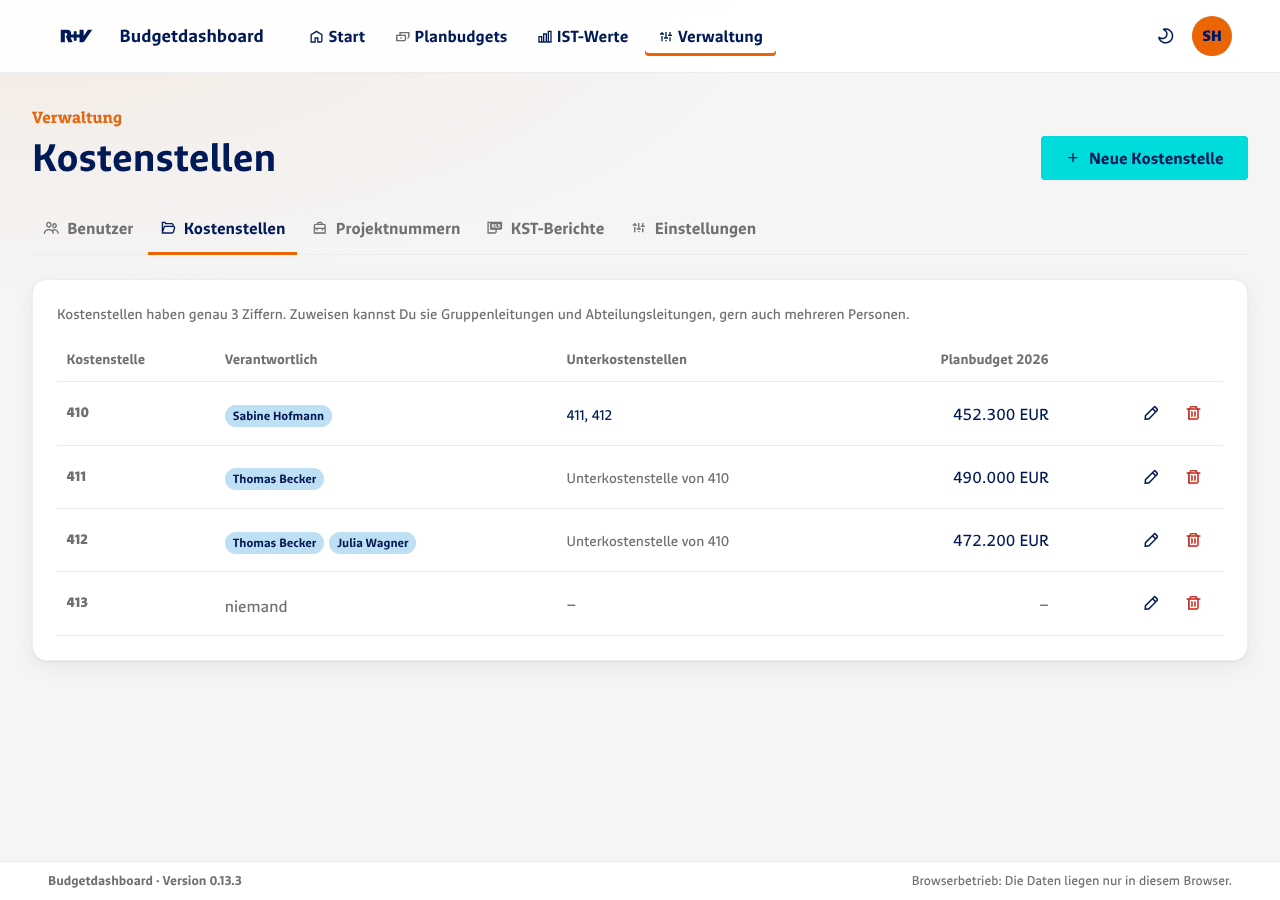 R+V Budgetdashboard Start Planbudgets IST-Werte Verwaltung SH
Verwaltung
Kostenstellen
+ Neue Kostenstelle
Benutzer Kostenstellen Projektnummern KST-Berichte Einstellungen
Kostenstellen haben genau 3 Ziffern. Zuweisen kannst Du sie Gruppenleitungen und Abteilungsleitungen, gern auch mehreren Personen.
Kostenstelle Verantwortlich Unterkostenstellen Planbudget 2026
410 Sabine Hofmann 411, 412 452.300 EUR
411 Thomas Becker Unterkostenstelle von 410 490.000 EUR
412 Thomas Becker Julia Wagner Unterkostenstelle von 410 472.200 EUR
413 niemand – –
Budgetdashboard · Version 0.13.3 Browserbetrieb: Die Daten liegen nur in diesem Browser.